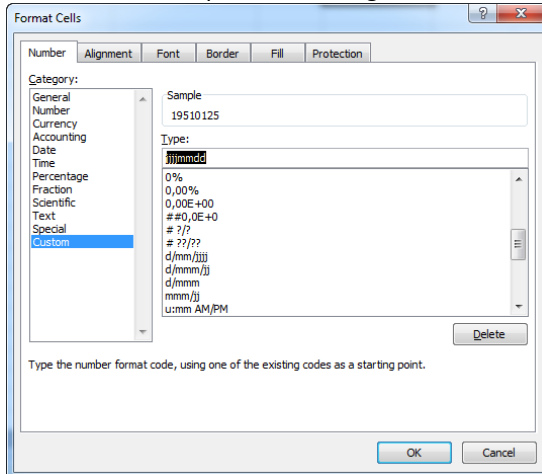 Format Cells
Number Alignment Font Border Fill Protection
Category:
General
Number
Currency
Accounting
Date
Time
Percentage
Fraction
Scientific
Text
Special
Custom
Sample
19510125
Type:
jjjjmmdd
0%
0,00%
0,00E+00
##0,0E+0
# ?/?
# ??/??
d/mm/jjjj
d/mmm/jj
d/mmm
mmm/jj
u:mm AM/PM
Delete
Type the number format code, using one of the existing codes as a starting point.
OK Cancel